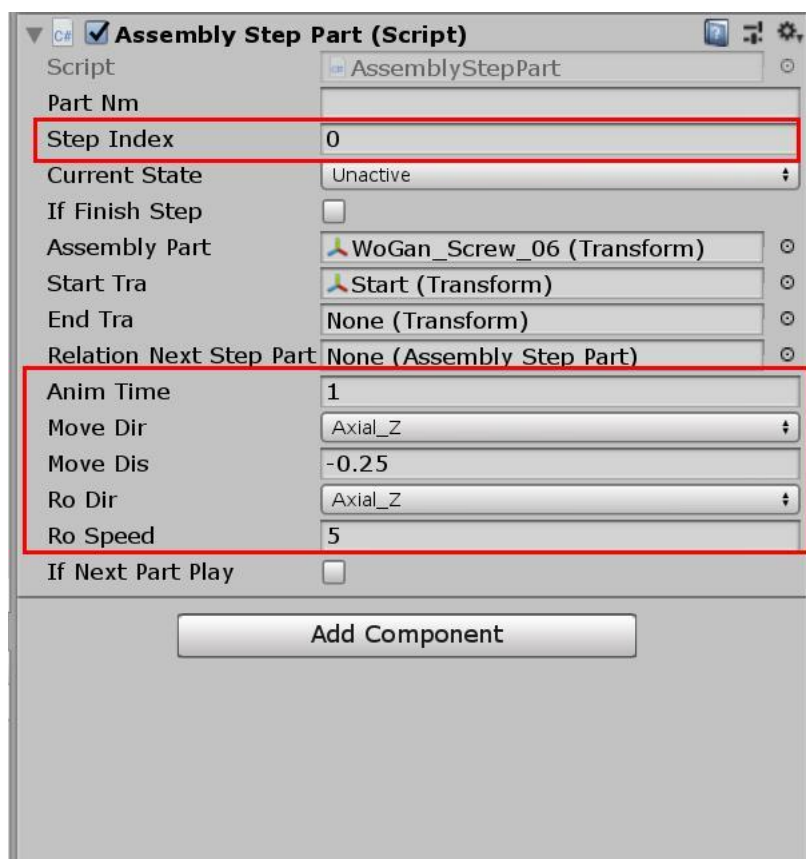 C# Assembly Step Part (Script)
Script AssemblyStepPart
Part Nm
Step Index 0
Current State Unactive
If Finish Step
Assembly Part WoGan_Screw_06 (Transform)
Start Tra Start (Transform)
End Tra None (Transform)
Relation Next Step Part None (Assembly Step Part)
Anim Time 1
Move Dir Axial_Z
Move Dis -0.25
Ro Dir Axial_Z
Ro Speed 5
If Next Part Play
Add Component